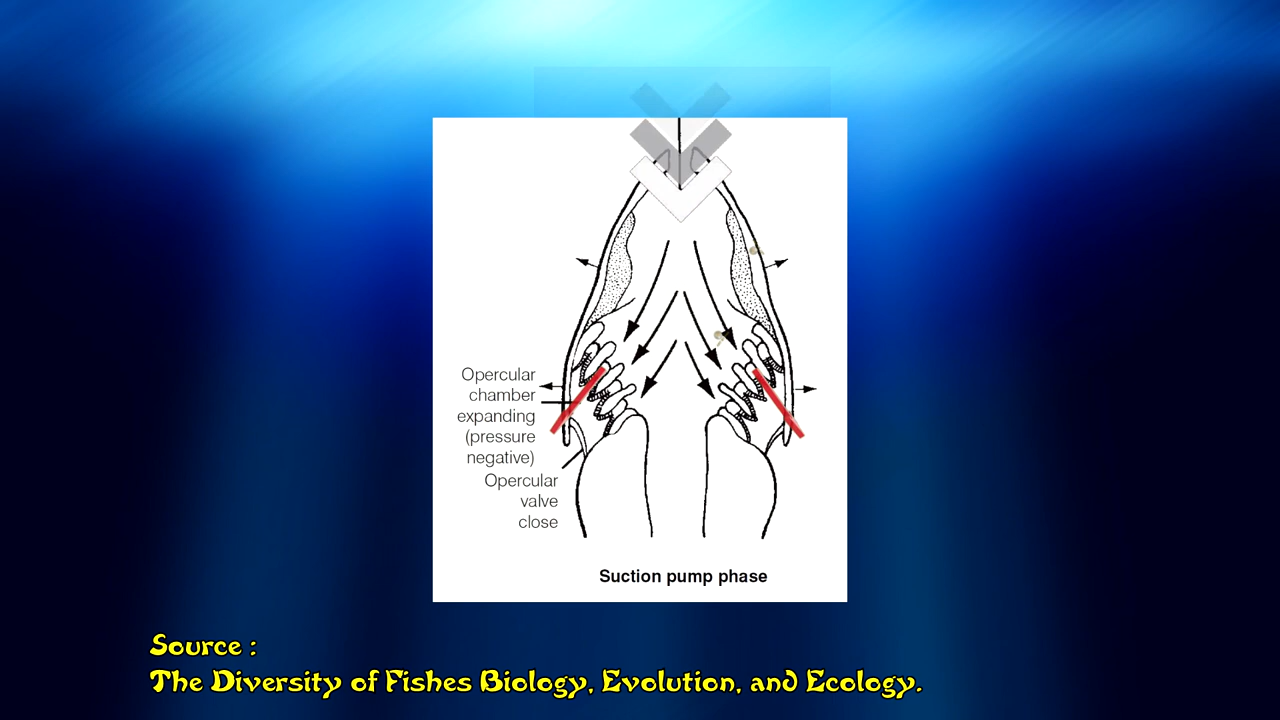 Opercular
chamber
expanding
(pressure
negative)
Opercular
valve
close
Suction pump phase
Source :
The Diversity of Fishes Biology, Evolution, and Ecology.